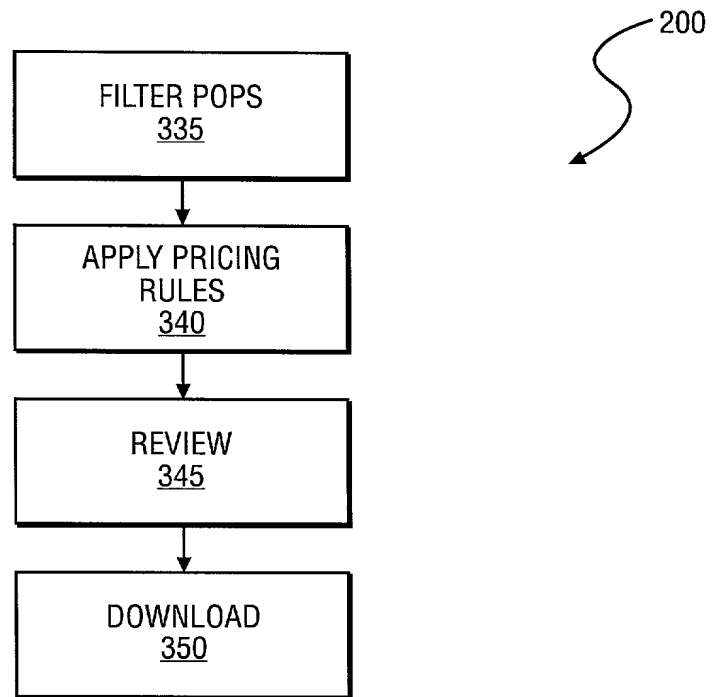 200
FILTER POPS
335
APPLY PRICING
RULES
340
REVIEW
345
DOWNLOAD
350